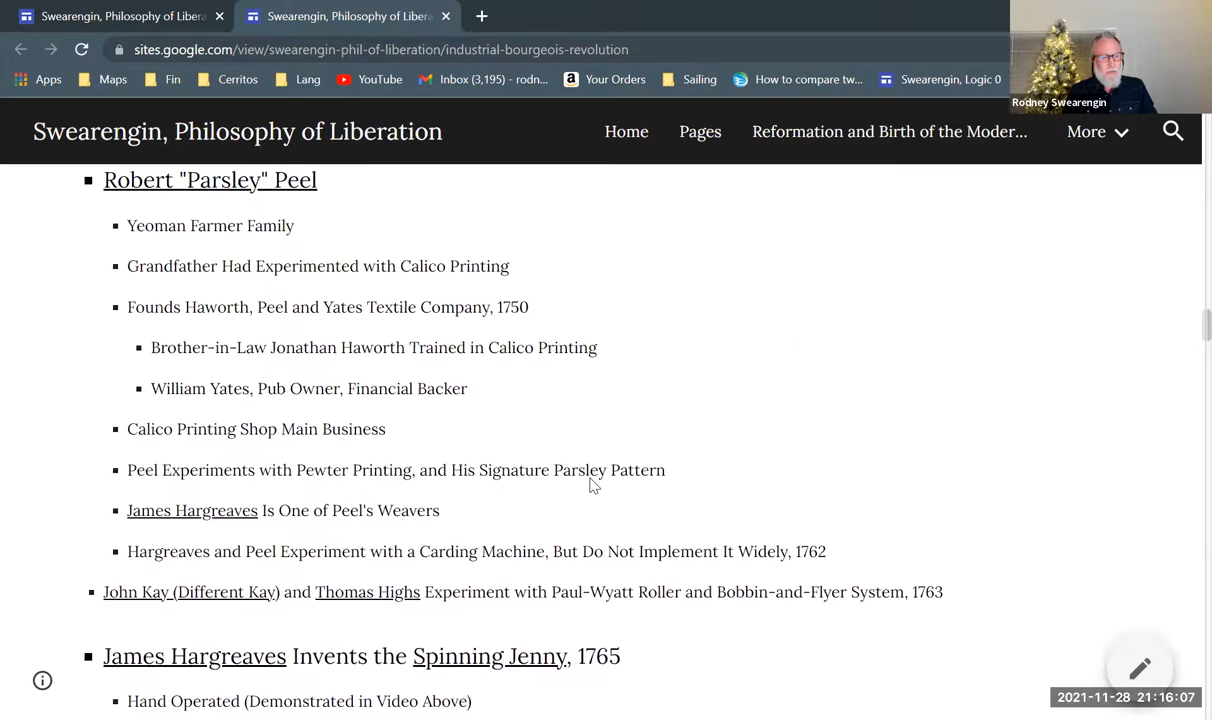 Swearengin, Philosophy of Libera
Swearengin, Philosophy of Libera
sites.google.com/view/swearengin-phil-of-liberation/industrial-bourgeois-revolution
Apps Maps Fin Cerritos Lang YouTube Inbox (3,195) - rodn... Your Orders Sailing How to compare tw... Swearengin, Logic 0
Rodney Swearengin
Swearengin, Philosophy of Liberation
Home Pages Reformation and Birth of the Moder... More
Robert "Parsley" Peel
Yeoman Farmer Family
Grandfather Had Experimented with Calico Printing
Founds Haworth, Peel and Yates Textile Company, 1750
Brother-in-Law Jonathan Haworth Trained in Calico Printing
William Yates, Pub Owner, Financial Backer
Calico Printing Shop Main Business
Peel Experiments with Pewter Printing, and His Signature Parsley Pattern
James Hargreaves Is One of Peel's Weavers
Hargreaves and Peel Experiment with a Carding Machine, But Do Not Implement It Widely, 1762
John Kay (Different Kay) and Thomas Highs Experiment with Paul-Wyatt Roller and Bobbin-and-Flyer System, 1763
James Hargreaves Invents the Spinning Jenny, 1765
Hand Operated (Demonstrated in Video Above)
2021-11-28 21:16:07